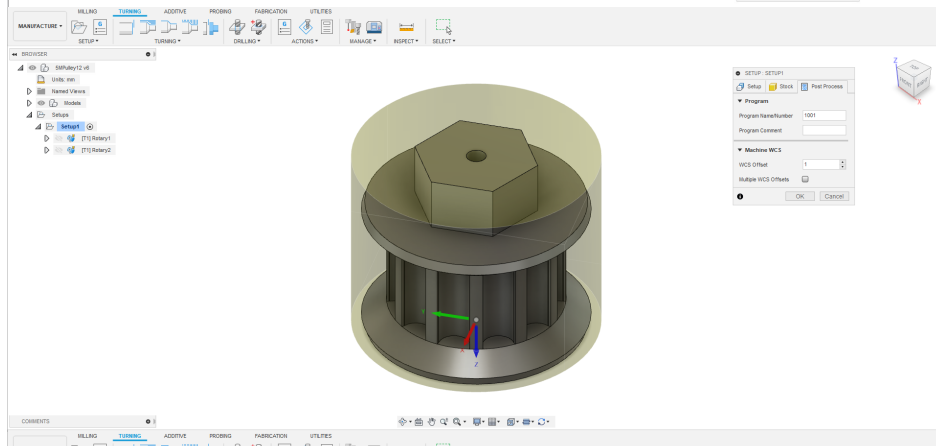 MILLING TURNING ADDITIVE PROBING FABRICATION UTILITIES
MANUFACTURE
G G
SETUP TURNING DRILLING ACTIONS MANAGE INSPECT SELECT
BROWSER
5MPulley12 v6
Units: mm
Named Views
Models
Setups
Setup1
[T1] Rotary1
[T1] Rotary2
Z
TOP
FRONT RIGHT
X
SETUP : SETUP1
Setup Stock Post Process
Program
Program Name/Number 1001
Program Comment
Machine WCS
WCS Offset 1
Multiple WCS Offsets
OK Cancel
Z
COMMENTS
MILLING TURNING ADDITIVE PROBING FABRICATION UTILITIES